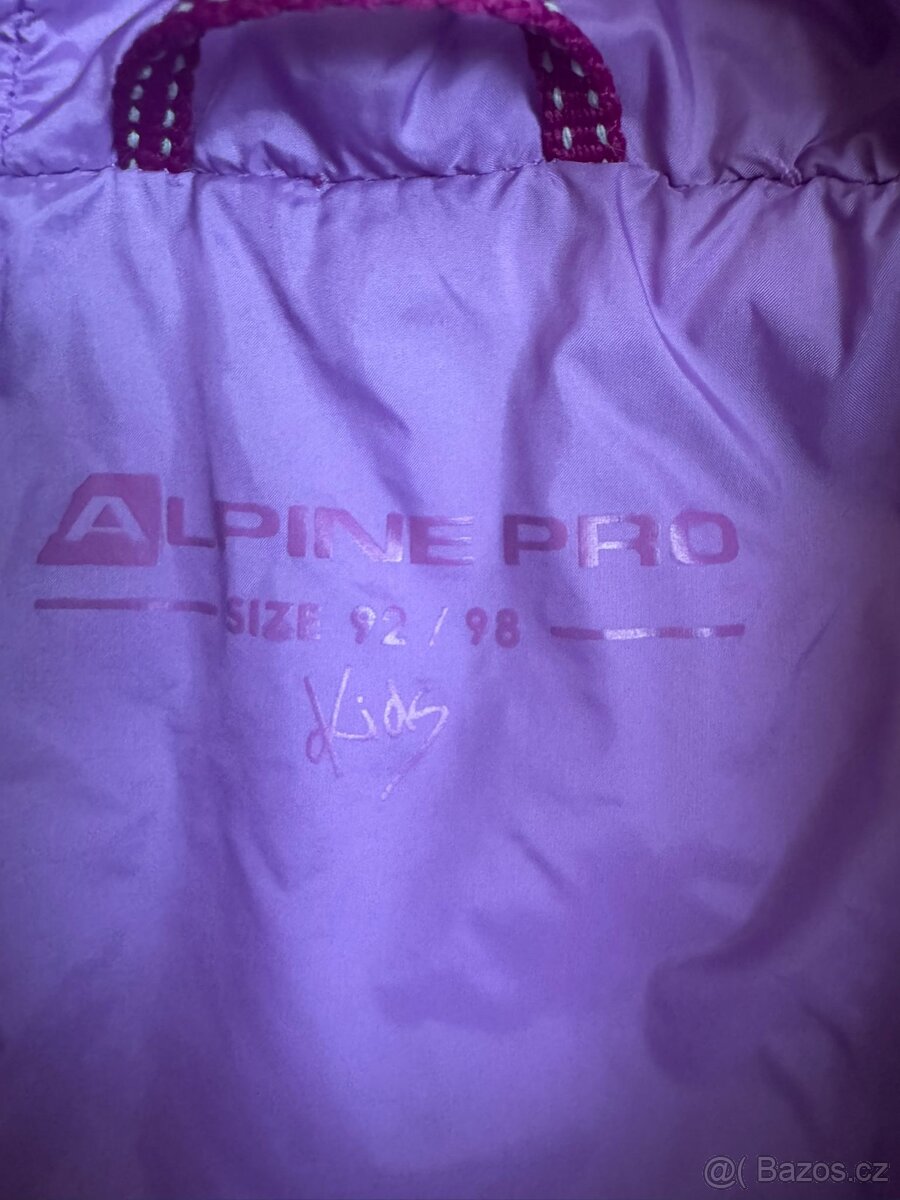 ALPINE PRO
SIZE 92 / 98
Kids
@( Bazos.cz